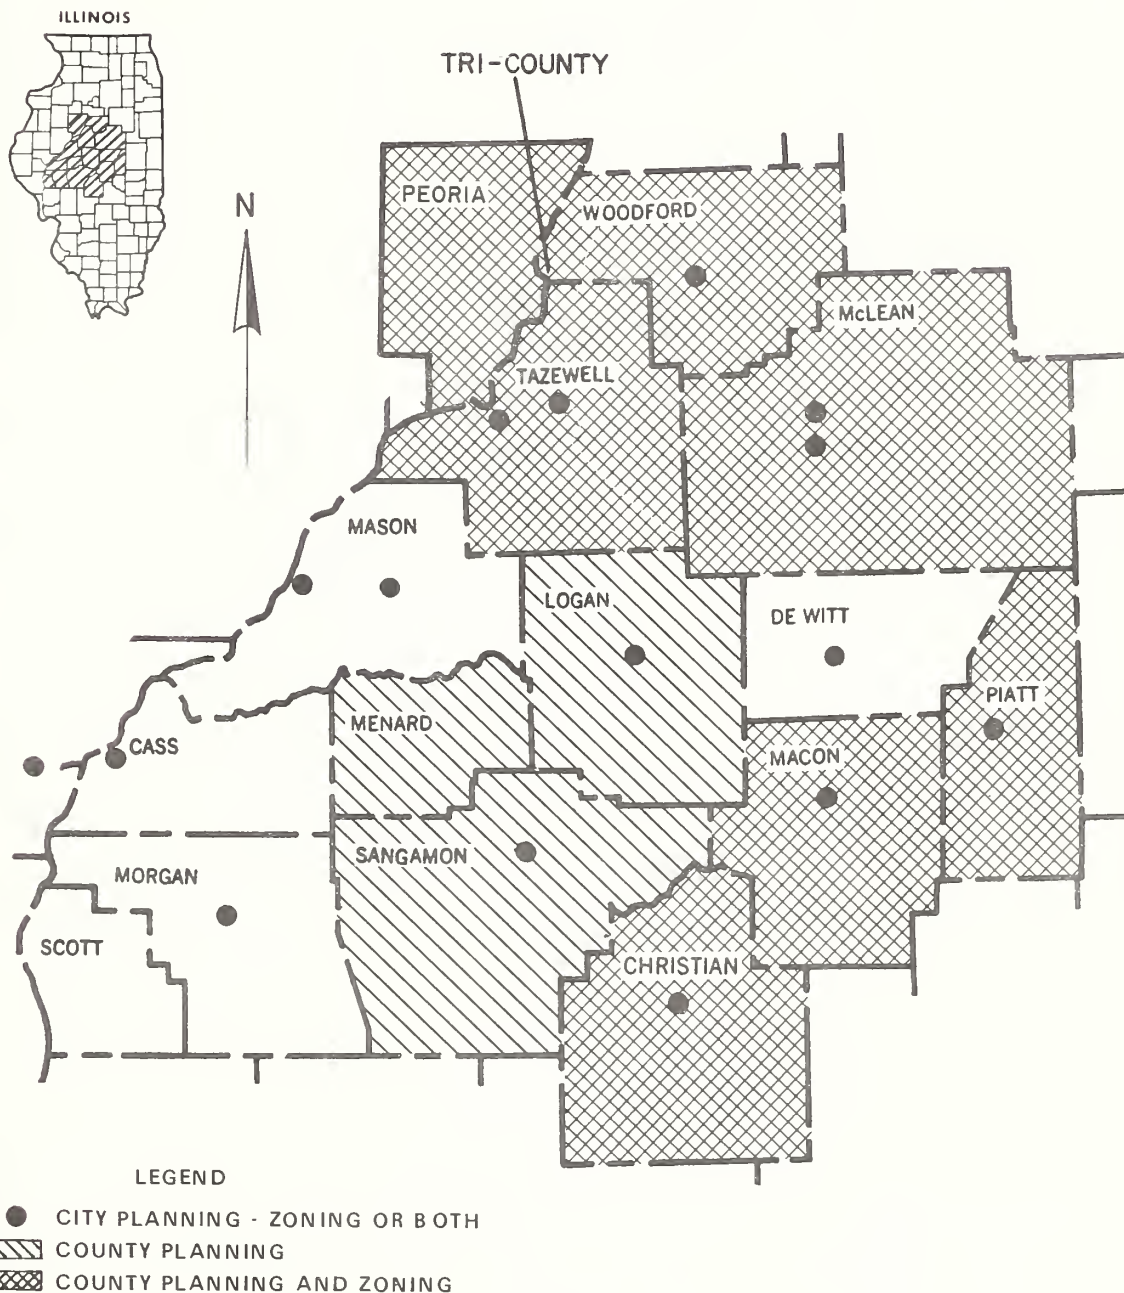 ILLINOIS
TRI-COUNTY
N
PEORIA
WOODFORD
McLEAN
TAZEWELL
MASON
LOGAN
DE WITT
PIATT
MENARD
CASS
MACON
SANGAMON
MORGAN
SCOTT
CHRISTIAN
LEGEND
CITY PLANNING - ZONING OR BOTH
COUNTY PLANNING
COUNTY PLANNING AND ZONING